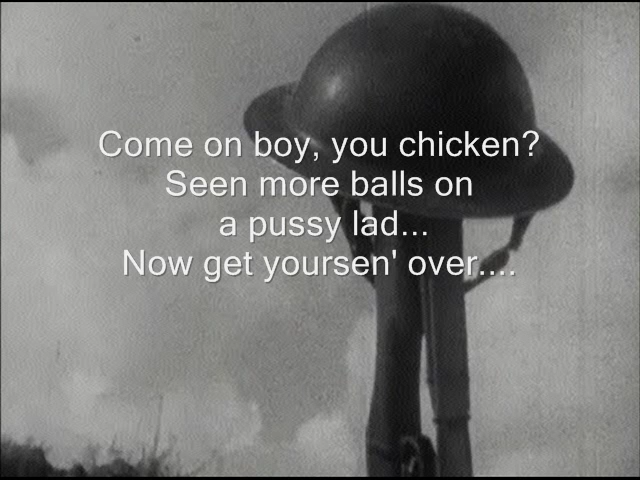 Come on boy, you chicken?
Seen more balls on
a pussy lad...
Now get yoursen' over....